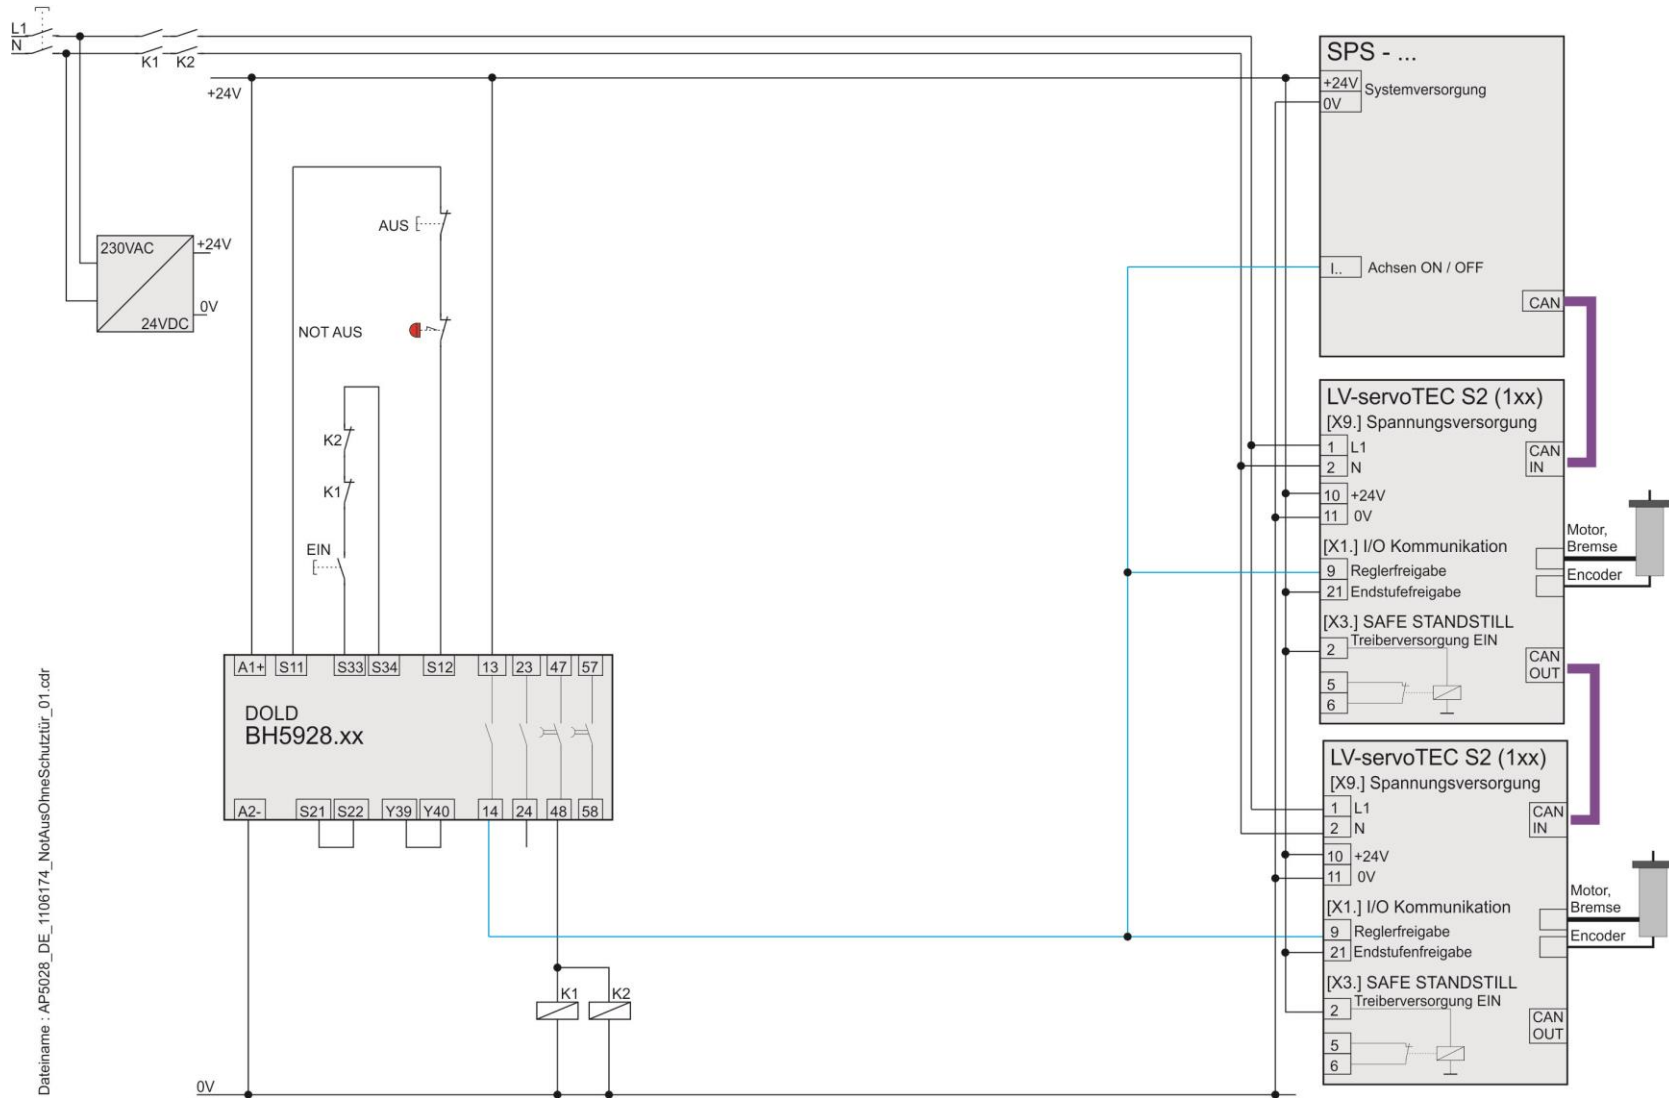 L1
N
K1 K2
+24V
230VAC
24VDC
+24V
0V
AUS
NOT AUS
K2
K1
EIN
A1+ S11 S33 S34 S12 13 23 47 57
DOLD
BH5928.xx
A2- S21 S22 Y39 Y40 14 24 48 58
K1 K2
0V
Dateiname : AP5028_DE_1106174_NotAusOhneSchutztür_01.cdr
SPS - ...
+24V Systemversorgung
0V
I.. Achsen ON / OFF
CAN
LV-servoTEC S2 (1xx)
[X9.] Spannungsversorgung
1 L1
2 N
CAN
IN
10 +24V
11 0V
[X1.] I/O Kommunikation
9 Reglerfreigabe
21 Endstufefreigabe
[X3.] SAFE STANDSTILL
Treiberversorgung EIN
2
5
6
CAN
OUT
Motor,
Bremse
Encoder
LV-servoTEC S2 (1xx)
[X9.] Spannungsversorgung
1 L1
2 N
CAN
IN
10 +24V
11 0V
[X1.] I/O Kommunikation
9 Reglerfreigabe
21 Endstufenfreigabe
[X3.] SAFE STANDSTILL
Treiberversorgung EIN
2
5
6
CAN
OUT
Motor,
Bremse
Encoder